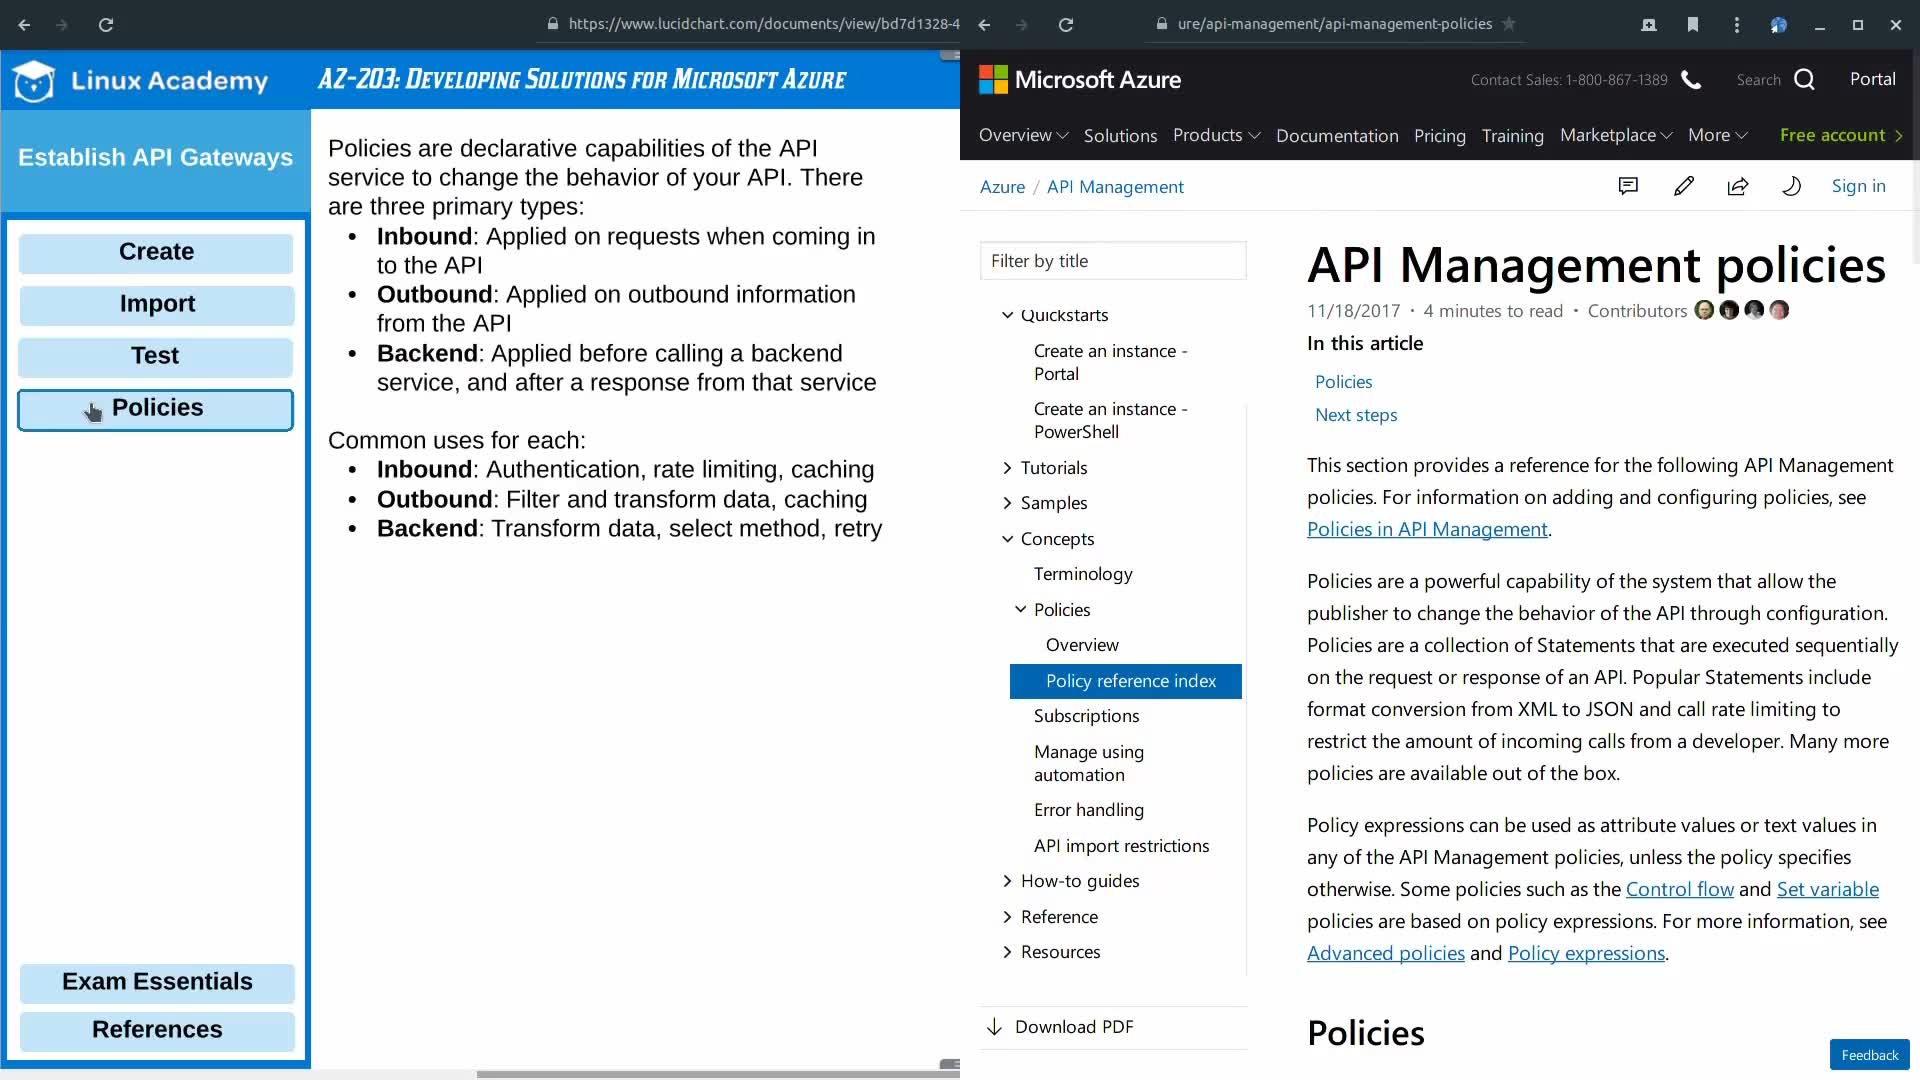 https://www.lucidchart.com/documents/view/bd7d1328-4
Linux Academy
AZ-203: Developing Solutions for Microsoft Azure
Establish API Gateways
Create
Import
Test
Policies
Exam Essentials
References
Policies are declarative capabilities of the API
service to change the behavior of your API. There
are three primary types:
• Inbound: Applied on requests when coming in
to the API
• Outbound: Applied on outbound information
from the API
• Backend: Applied before calling a backend
service, and after a response from that service
Common uses for each:
• Inbound: Authentication, rate limiting, caching
• Outbound: Filter and transform data, caching
• Backend: Transform data, select method, retry
ure/api-management/api-management-policies
Microsoft Azure
Contact Sales: 1-800-867-1389
Search
Portal
Overview
Solutions
Products
Documentation
Pricing
Training
Marketplace
More
Free account
Azure / API Management
Sign in
Filter by title
Quickstarts
Create an instance -
Portal
Create an instance -
PowerShell
Tutorials
Samples
Concepts
Terminology
Policies
Overview
Policy reference index
Subscriptions
Manage using
automation
Error handling
API import restrictions
How-to guides
Reference
Resources
Download PDF
API Management policies
11/18/2017 • 4 minutes to read • Contributors
In this article
Policies
Next steps
This section provides a reference for the following API Management
policies. For information on adding and configuring policies, see
Policies in API Management.
Policies are a powerful capability of the system that allow the
publisher to change the behavior of the API through configuration.
Policies are a collection of Statements that are executed sequentially
on the request or response of an API. Popular Statements include
format conversion from XML to JSON and call rate limiting to
restrict the amount of incoming calls from a developer. Many more
policies are available out of the box.
Policy expressions can be used as attribute values or text values in
any of the API Management policies, unless the policy specifies
otherwise. Some policies such as the Control flow and Set variable
policies are based on policy expressions. For more information, see
Advanced policies and Policy expressions.
Policies
Feedback